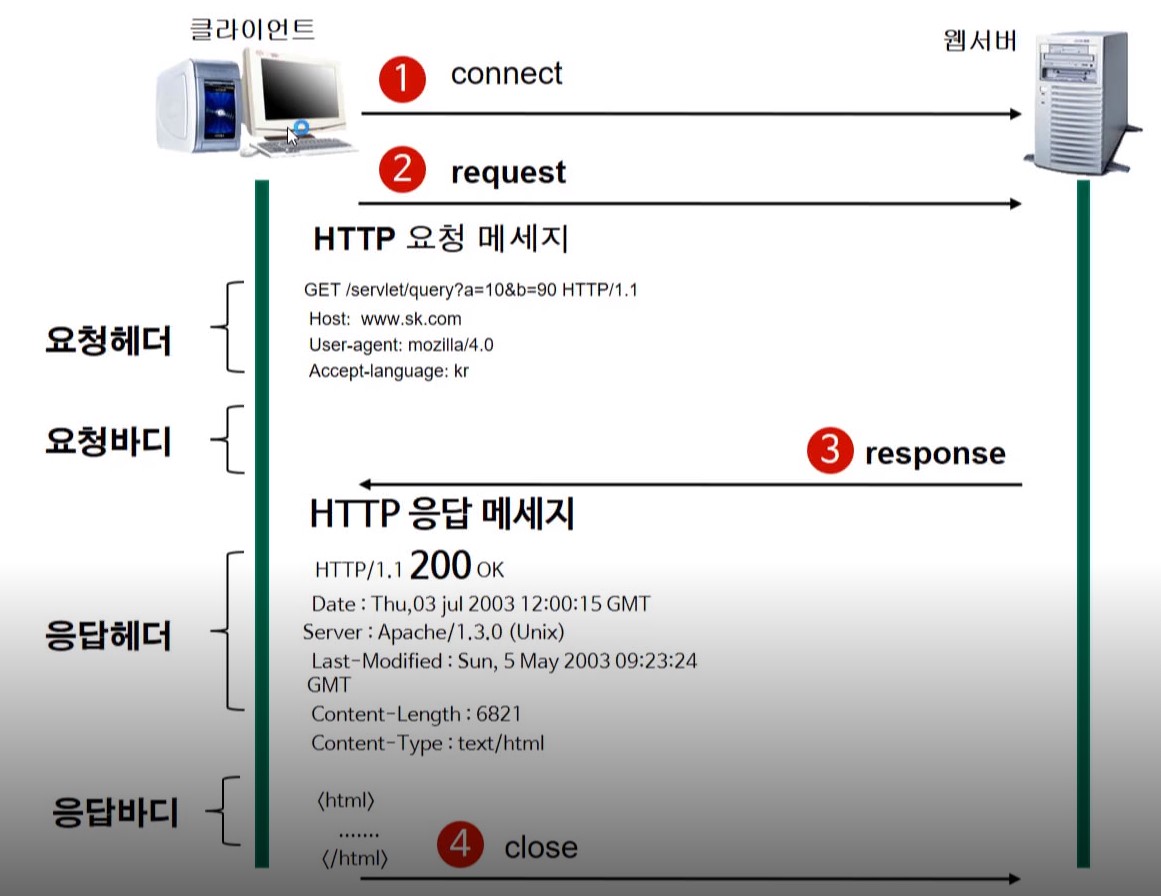 클라이언트
웹서버
1 connect
2 request
HTTP 요청 메세지
요청헤더
GET /servlet/query?a=10&b=90 HTTP/1.1
Host: www.sk.com
User-agent: mozilla/4.0
Accept-language: kr
요청바디
3 response
HTTP 응답 메세지
응답헤더
HTTP/1.1 200 OK
Date : Thu,03 jul 2003 12:00:15 GMT
Server : Apache/1.3.0 (Unix)
Last-Modified : Sun, 5 May 2003 09:23:24
GMT
Content-Length : 6821
Content-Type : text/html
응답바디
〈html〉
.......
〈/html〉
4 close